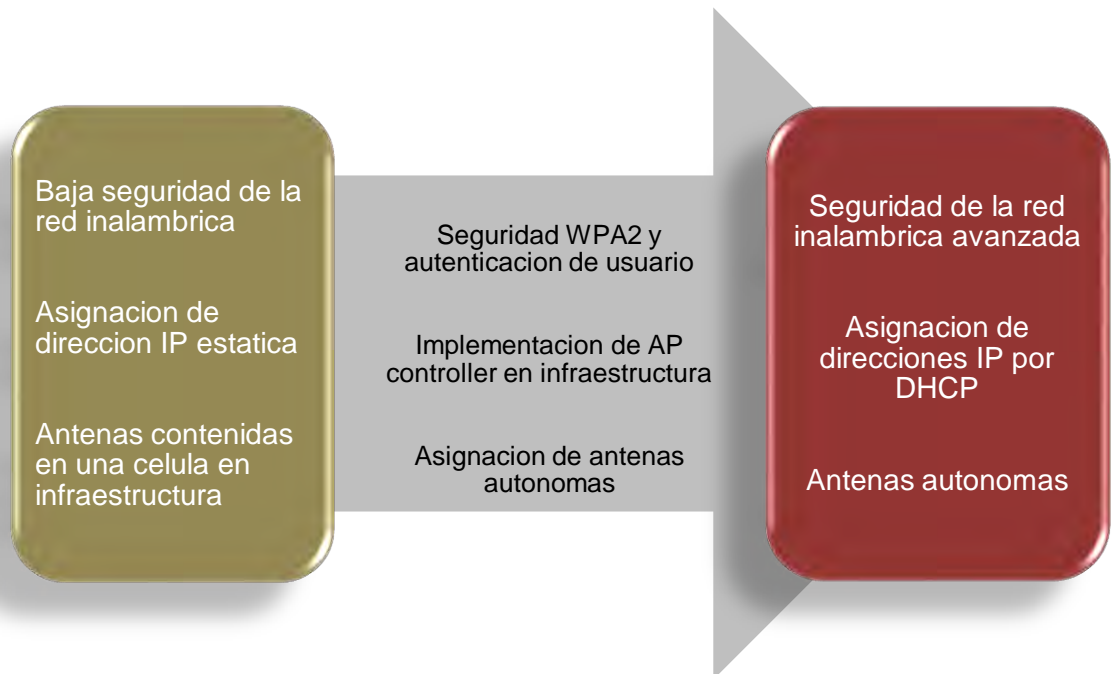 Baja seguridad de la
red inalambrica
Asignacion de
direccion IP estatica
Antenas contenidas
en una celula en
infraestructura
Seguridad WPA2 y
autenticacion de usuario
Implementacion de AP
controller en infraestructura
Asignacion de antenas
autonomas
Seguridad de la red
inalambrica avanzada
Asignacion de
direcciones IP por
DHCP
Antenas autonomas